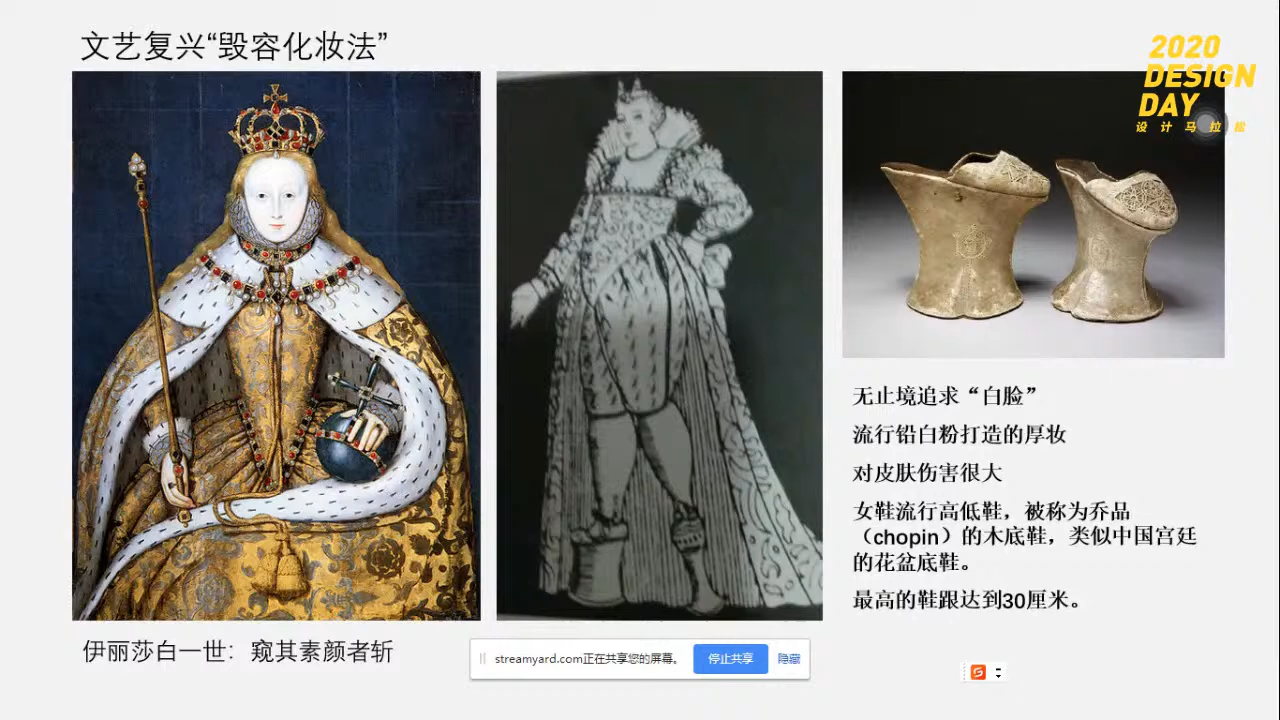 文艺复兴“毁容化妆法”
2020
DESIGN
DAY
设计马拉松
无止境追求“白脸”
流行铅白粉打造的厚妆
对皮肤伤害很大
女鞋流行高低鞋，被称为乔品
（chopin）的木底鞋，类似中国宫廷
的花盆底鞋。
最高的鞋跟达到30厘米。
伊丽莎白一世：窥其素颜者斩
streamyard.com正在共享您的屏幕。
停止共享
隐藏